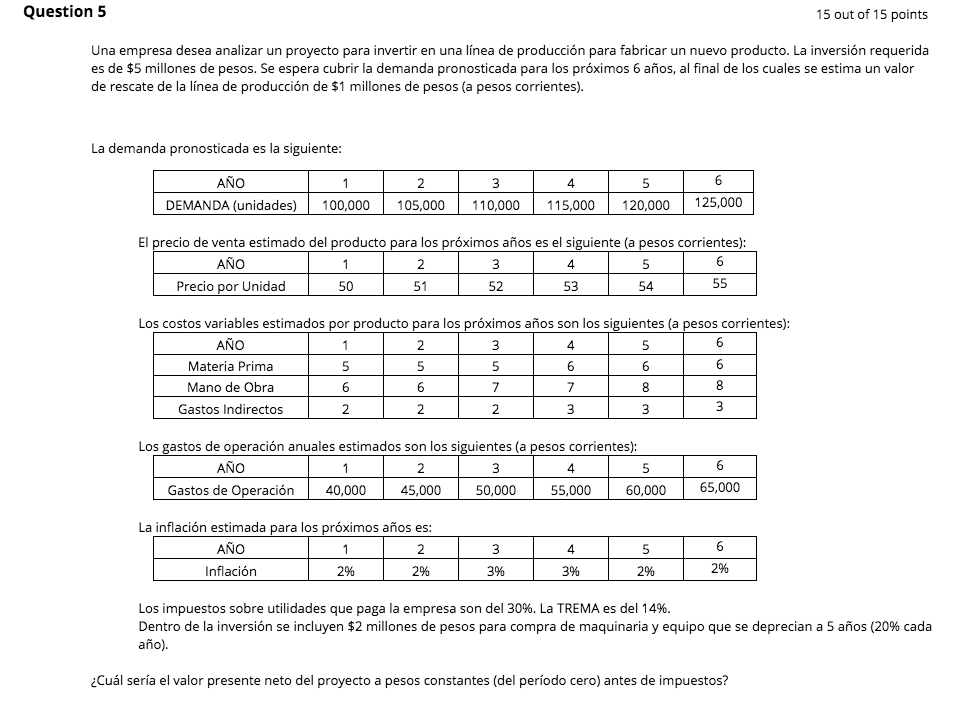 Question 5
15 out of 15 points
Una empresa desea analizar un proyecto para invertir en una línea de producción para fabricar un nuevo producto. La inversión requerida
es de $5 millones de pesos. Se espera cubrir la demanda pronosticada para los próximos 6 años, al final de los cuales se estima un valor
de rescate de la línea de producción de $1 millones de pesos (a pesos corrientes).
La demanda pronosticada es la siguiente:
AÑO 1 2 3 4 5 6
DEMANDA (unidades) 100,000 105,000 110,000 115,000 120,000 125,000
El precio de venta estimado del producto para los próximos años es el siguiente (a pesos corrientes):
AÑO 1 2 3 4 5 6
Precio por Unidad 50 51 52 53 54 55
Los costos variables estimados por producto para los próximos años son los siguientes (a pesos corrientes):
AÑO 1 2 3 4 5 6
Materia Prima 5 5 5 6 6 6
Mano de Obra 6 6 7 7 8 8
Gastos Indirectos 2 2 2 3 3 3
Los gastos de operación anuales estimados son los siguientes (a pesos corrientes):
AÑO 1 2 3 4 5 6
Gastos de Operación 40,000 45,000 50,000 55,000 60,000 65,000
La inflación estimada para los próximos años es:
AÑO 1 2 3 4 5 6
Inflación 2% 2% 3% 3% 2% 2%
Los impuestos sobre utilidades que paga la empresa son del 30%. La TREMA es del 14%.
Dentro de la inversión se incluyen $2 millones de pesos para compra de maquinaria y equipo que se deprecian a 5 años (20% cada
año).
¿Cuál sería el valor presente neto del proyecto a pesos constantes (del período cero) antes de impuestos?